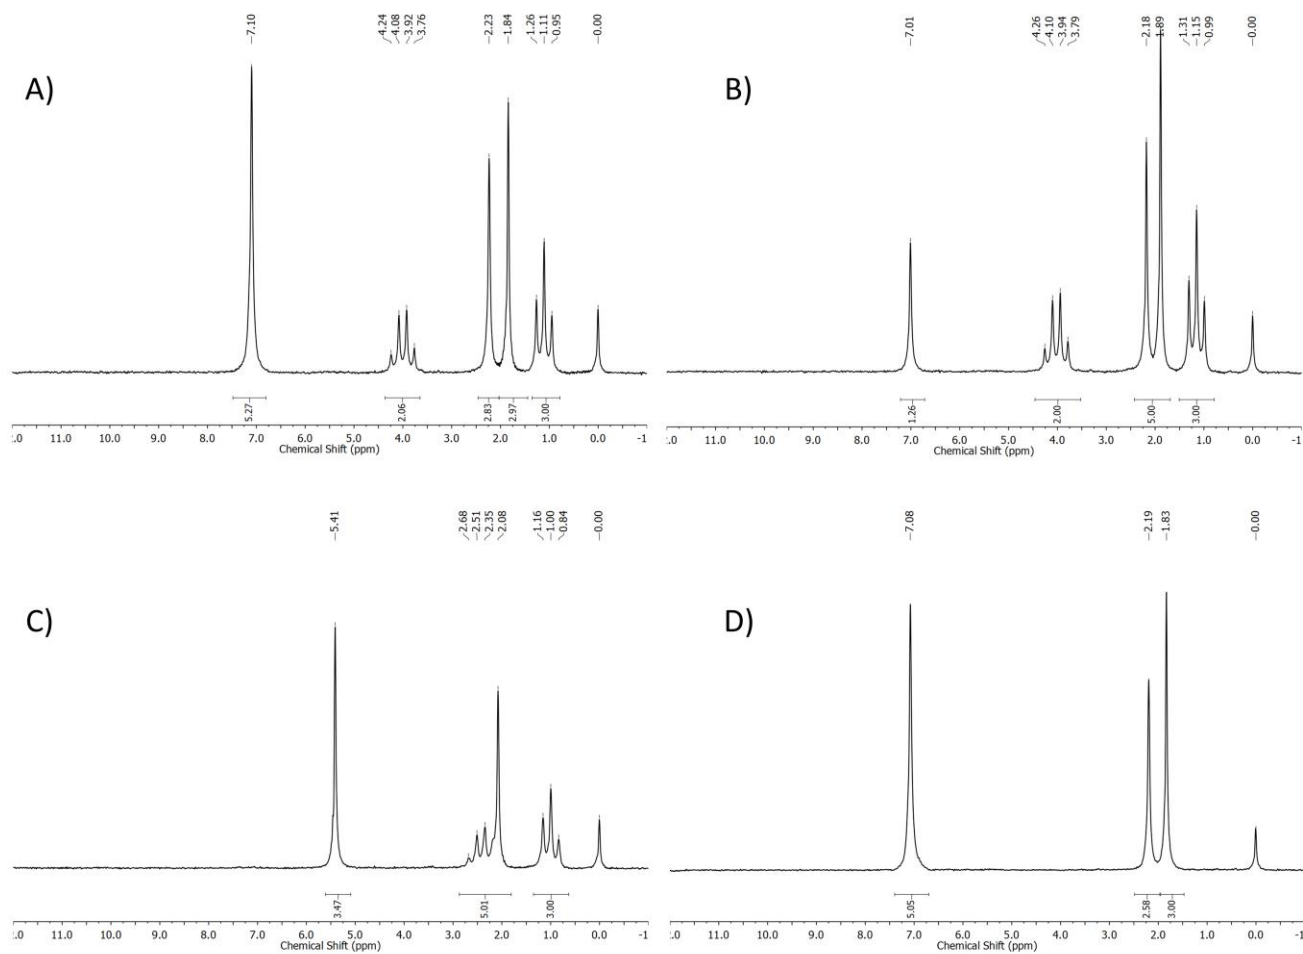 7.10 4.24 4.08 3.92 3.76 2.23 1.84 1.26 1.11 0.95 0.00
A)
5.27 2.06 2.83 2.97 3.00
2.0 11.0 10.0 9.0 8.0 7.0 6.0 5.0 4.0 3.0 2.0 1.0 0.0 -1
Chemical Shift (ppm)
7.01 4.26 4.10 3.94 3.79 2.18 1.89 1.31 1.15 0.99 0.00
B)
1.26 2.00 5.00 3.00
11.0 10.0 9.0 8.0 7.0 6.0 5.0 4.0 3.0 2.0 1.0 0.0 -1
Chemical Shift (ppm)
5.41 2.68 2.51 2.35 2.08 1.16 1.00 0.84 0.00
C)
3.47 5.01 3.00
2.0 11.0 10.0 9.0 8.0 7.0 6.0 5.0 4.0 3.0 2.0 1.0 0.0 -1
Chemical Shift (ppm)
7.08 2.19 1.83 0.00
D)
5.05 2.58 3.00
11.0 10.0 9.0 8.0 7.0 6.0 5.0 4.0 3.0 2.0 1.0 0.0 -1
Chemical Shift (ppm)